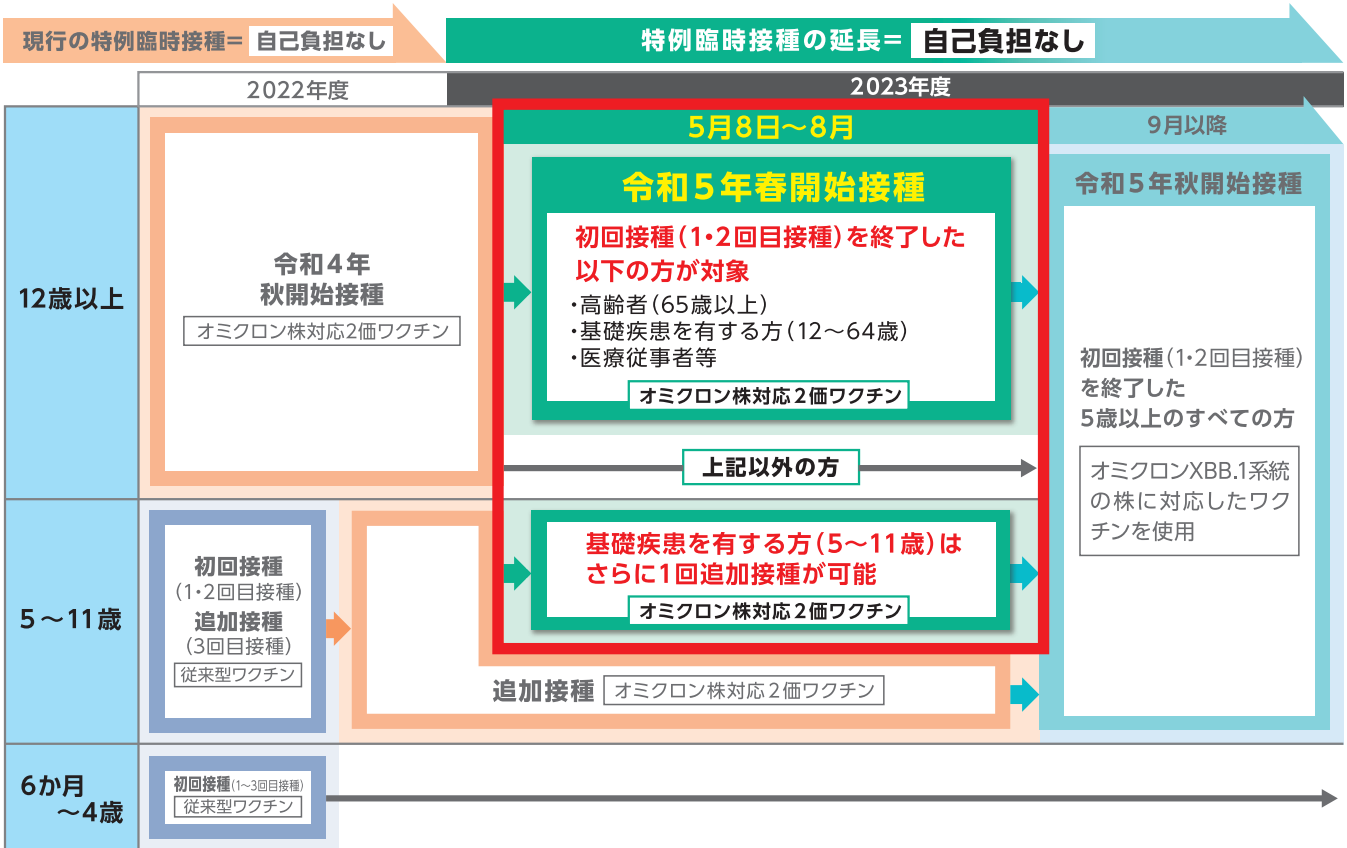 現行の特例臨時接種= 自己負担なし
特例臨時接種の延長= 自己負担なし
2022年度
2023年度
5月8日～8月
9月以降
12歳以上
令和4年
秋開始接種
オミクロン株対応2価ワクチン
令和5年春開始接種
初回接種(1・2回目接種)を終了した
以下の方が対象
・高齢者(65歳以上)
・基礎疾患を有する方(12～64歳)
・医療従事者等
オミクロン株対応2価ワクチン
上記以外の方
令和5年秋開始接種
初回接種(1・2回目接種)
を終了した
5歳以上のすべての方
オミクロンXBB.1系統
の株に対応したワク
チンを使用
5～11歳
初回接種
(1・2回目接種)
追加接種
(3回目接種)
従来型ワクチン
基礎疾患を有する方(5～11歳)は
さらに1回追加接種が可能
オミクロン株対応2価ワクチン
追加接種 オミクロン株対応2価ワクチン
6か月
～4歳
初回接種(1～3回目接種)
従来型ワクチン